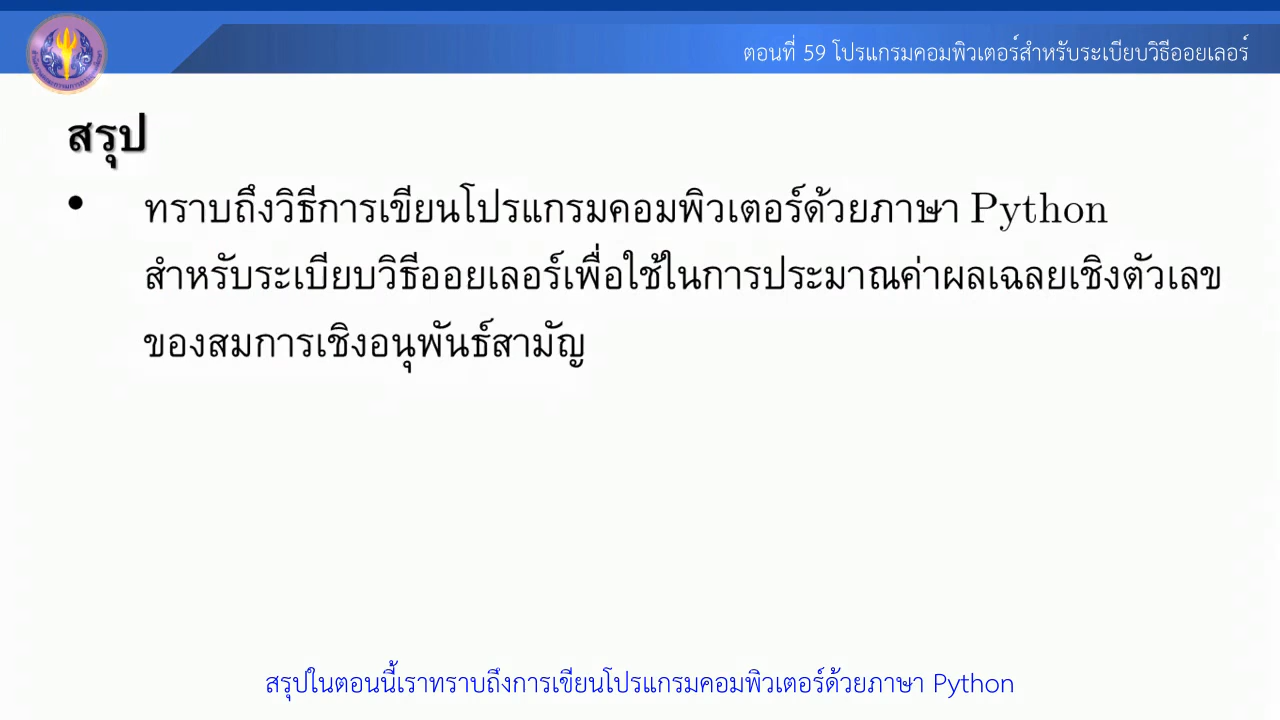 ตอนที่ 59 โปรแกรมคอมพิวเตอร์สำหรับระเบียบวิธีออยเลอร์
สรุป
• ทราบถึงวิธีการเขียนโปรแกรมคอมพิวเตอร์ด้วยภาษา Python
สำหรับระเบียบวิธีออยเลอร์เพื่อใช้ในการประมาณค่าผลเฉลยเชิงตัวเลข
ของสมการเชิงอนุพันธ์สามัญ
สรุปในตอนนี้เราทราบถึงการเขียนโปรแกรมคอมพิวเตอร์ด้วยภาษา Python